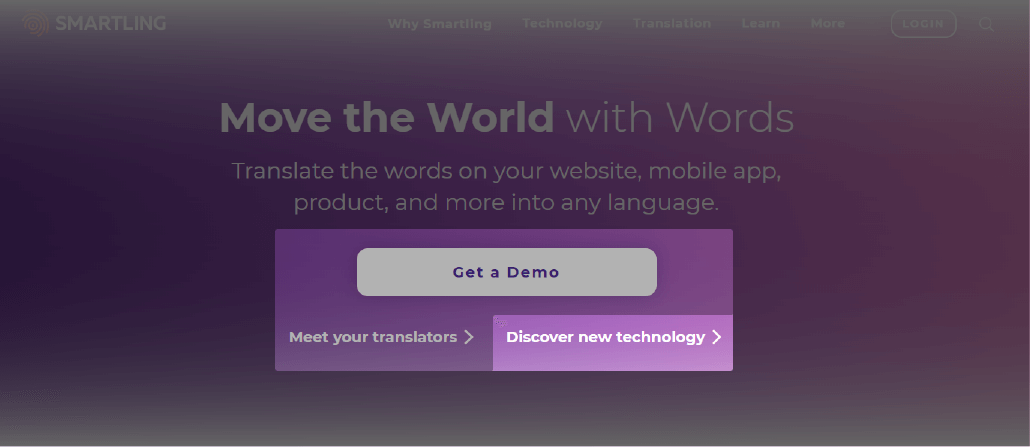 SMARTLING
Why Smartling Technology Translation Learn More LOGIN
Move the World with Words
Translate the words on your website, mobile app,
product, and more into any language.
Get a Demo
Meet your translators
Discover new technology